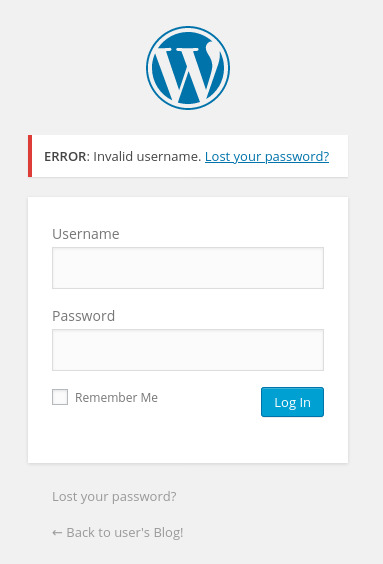 ERROR: Invalid username. Lost your password?
Username
Password
Remember Me
Log In
Lost your password?
← Back to user's Blog!